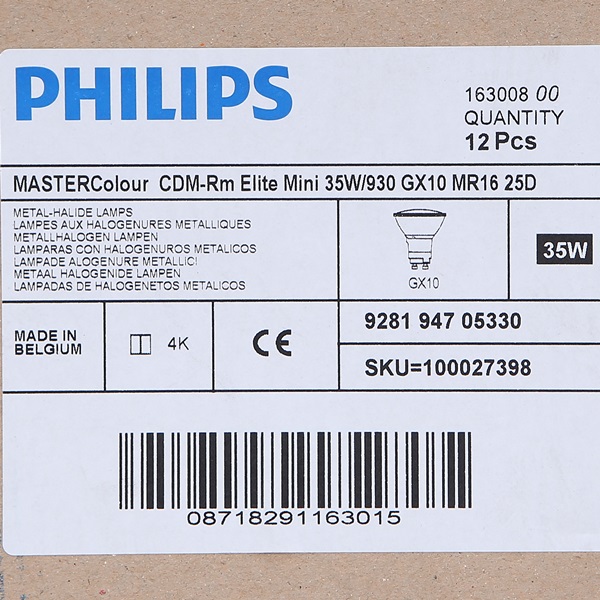 PHILIPS
163008 00
QUANTITY
12 Pcs
MASTERColour CDM-Rm Elite Mini 35W/930 GX10 MR16 25D
METAL-HALIDE LAMPS
LAMPES AUX HALOGENURES METALLIQUES
METALLHALOGEN LAMPEN
LAMPARAS CON HALOGENUROS METALICOS
LAMPADE ALOGENURE METALLICI
METAAL HALOGENIDE LAMPEN
LAMPADAS DE HALOGENETOS METALICOS
GX10
35W
MADE IN
BELGIUM
4K
CE
9281 947 05330
SKU=100027398
08718291163015